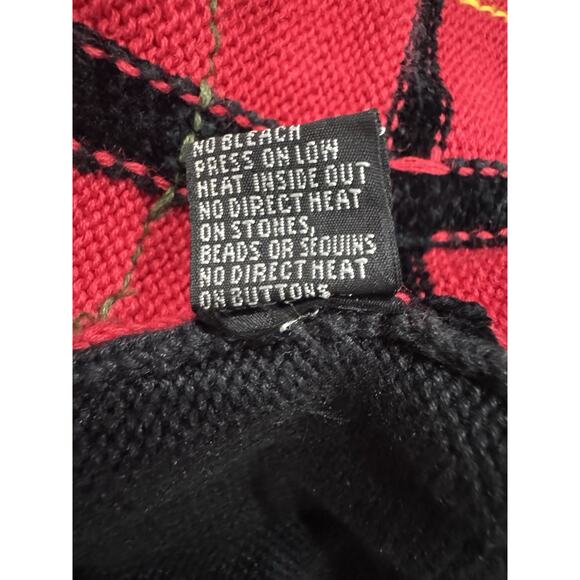 NO BLEACH
PRESS ON LOW
HEAT INSIDE OUT
NO DIRECT HEAT
ON STONES,
BEADS OR SEQUINS
NO DIRECT HEAT
ON BUTTONS